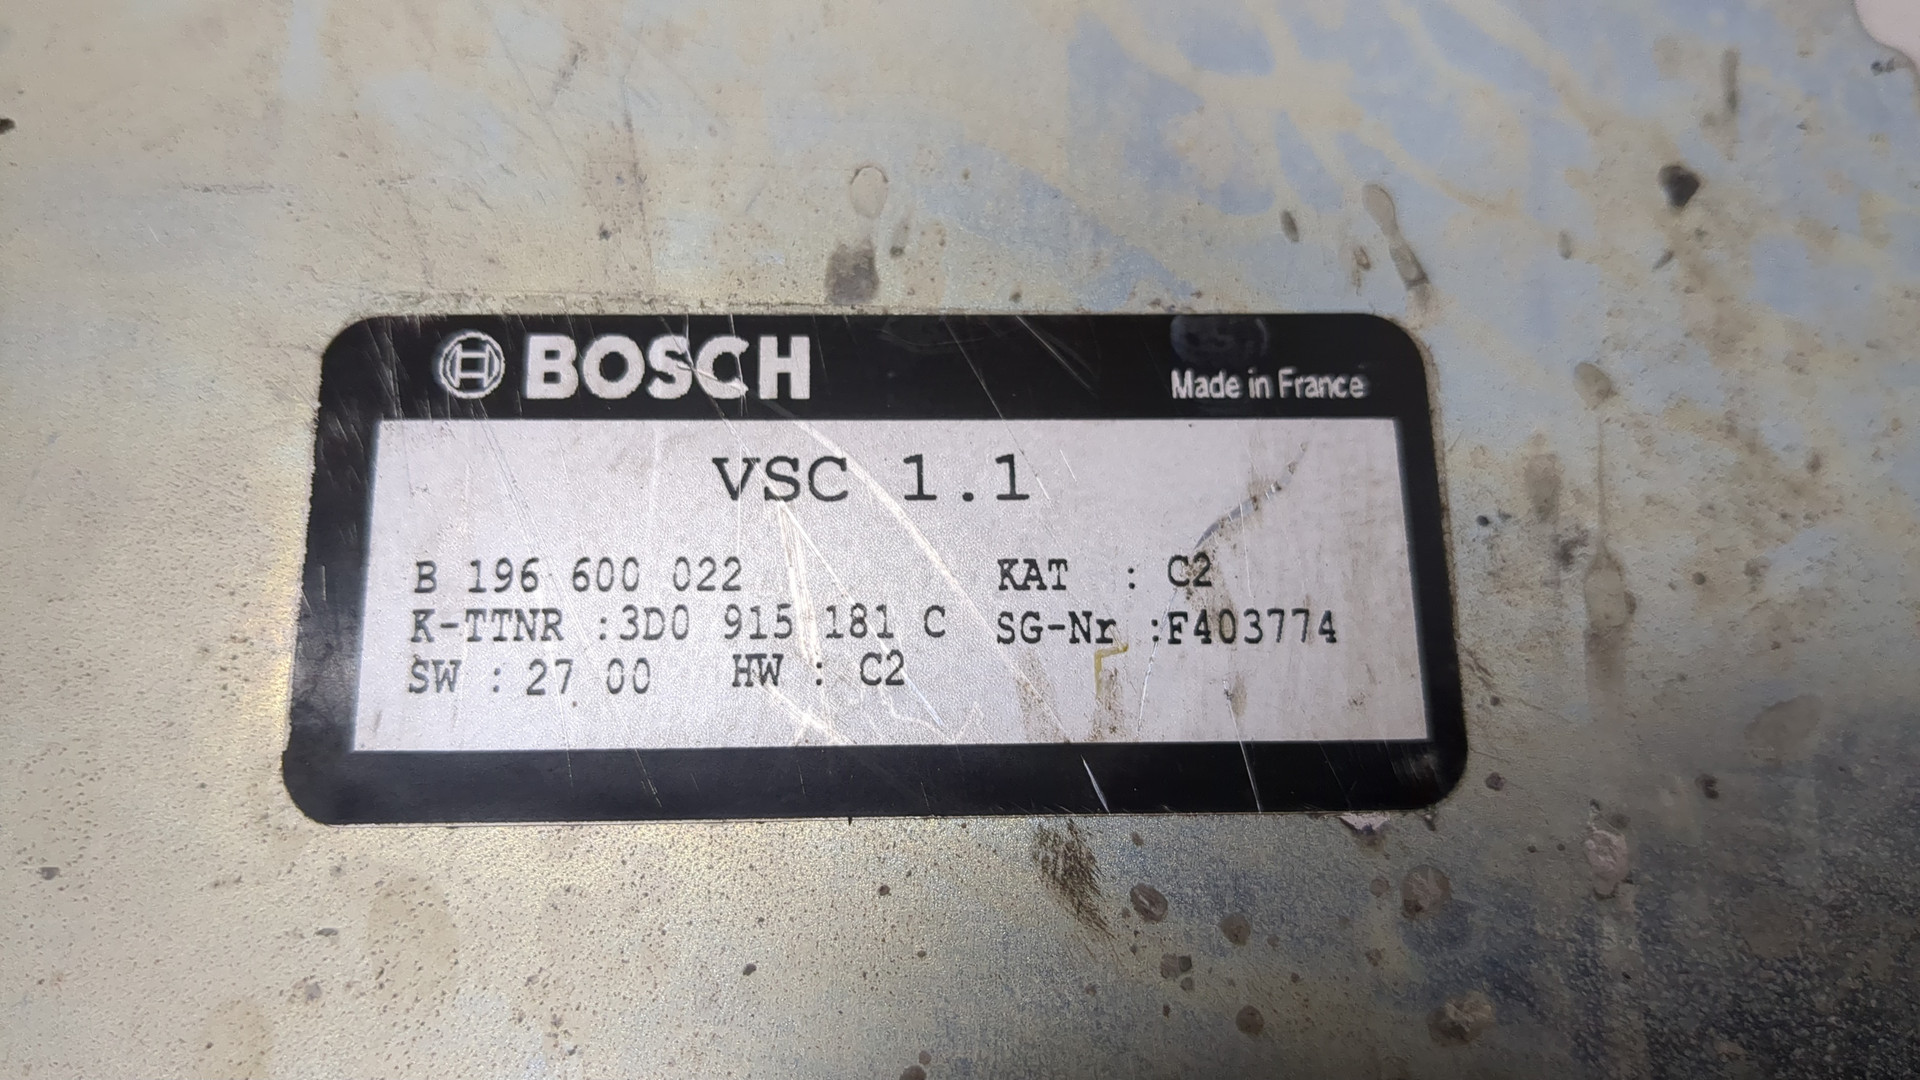 BOSCH
Made in France
VSC 1.1
B 196 600 022 KAT : C2
K-TTNR :3D0 915 181 C SG-Nr :F403774
SW : 27 00 HW : C2